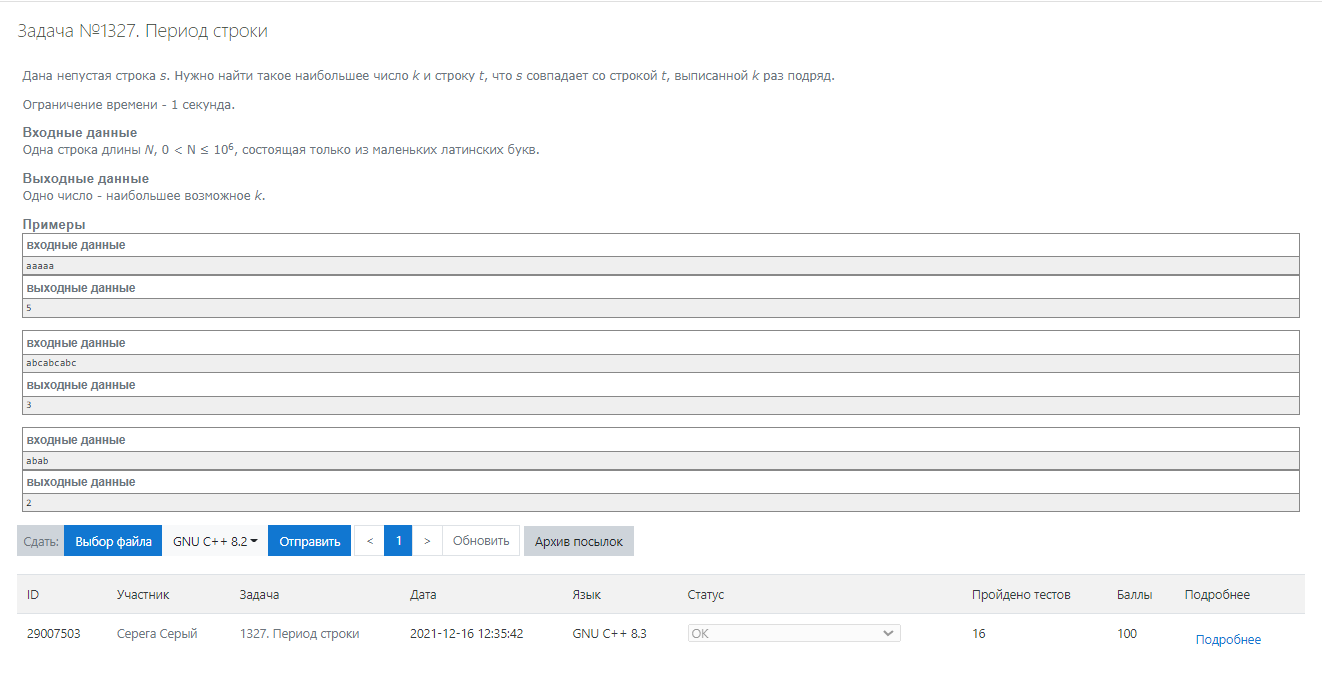 Задача №1327. Период строки
Дана непустая строка s. Нужно найти такое наибольшее число k и строку t, что s совпадает со строкой t, выписанной k раз подряд.
Ограничение времени - 1 секунда.
Входные данные
Одна строка длины N, 0 < N ≤ 10⁶, состоящая только из маленьких латинских букв.
Выходные данные
Одно число - наибольшее возможное k.
Примеры
входные данные
aaaaa
выходные данные
5
входные данные
abcabcabc
выходные данные
3
входные данные
abab
выходные данные
2
Сдать: Выбор файла GNU C++ 8.2 Отправить < 1 > Обновить Архив посылок
ID Участник Задача Дата Язык Статус Пройдено тестов Баллы Подробнее
29007503 Серега Серый 1327. Период строки 2021-12-16 12:35:42 GNU C++ 8.3 OK 16 100 Подробнее